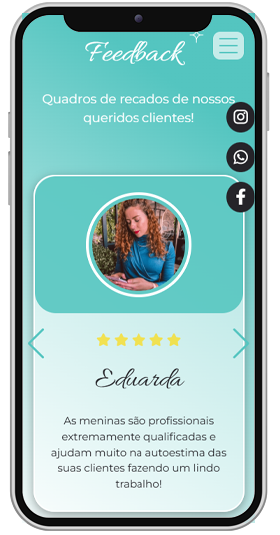 Feedback
Quadros de recados de nossos
queridos clientes!
Eduarda
As meninas são profissionais
extremamente qualificadas e
ajudam muito na autoestima das
suas clientes fazendo um lindo
trabalho!